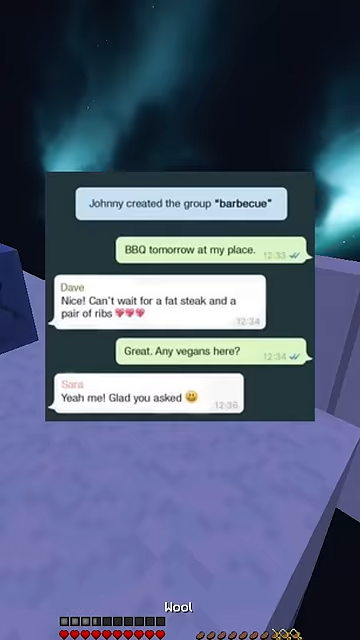 Johnny created the group "barbecue"
BBQ tomorrow at my place. 12:33
Dave
Nice! Can't wait for a fat steak and a
pair of ribs 💗💗💗
12:34
Great. Any vegans here? 12:34
Sara
Yeah me! Glad you asked 😃
12:36
Wool